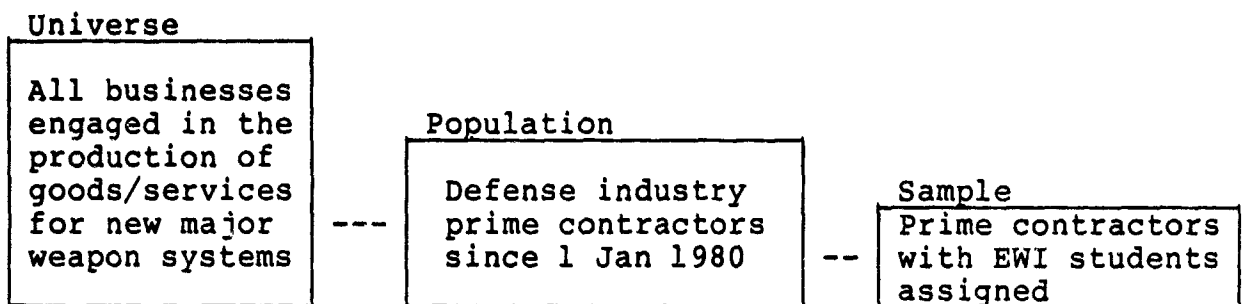 Universe
All businesses
engaged in the
production of
goods/services
for new major
weapon systems
---
Population
Defense industry
prime contractors
since 1 Jan 1980
--
Sample
Prime contractors
with EWI students
assigned